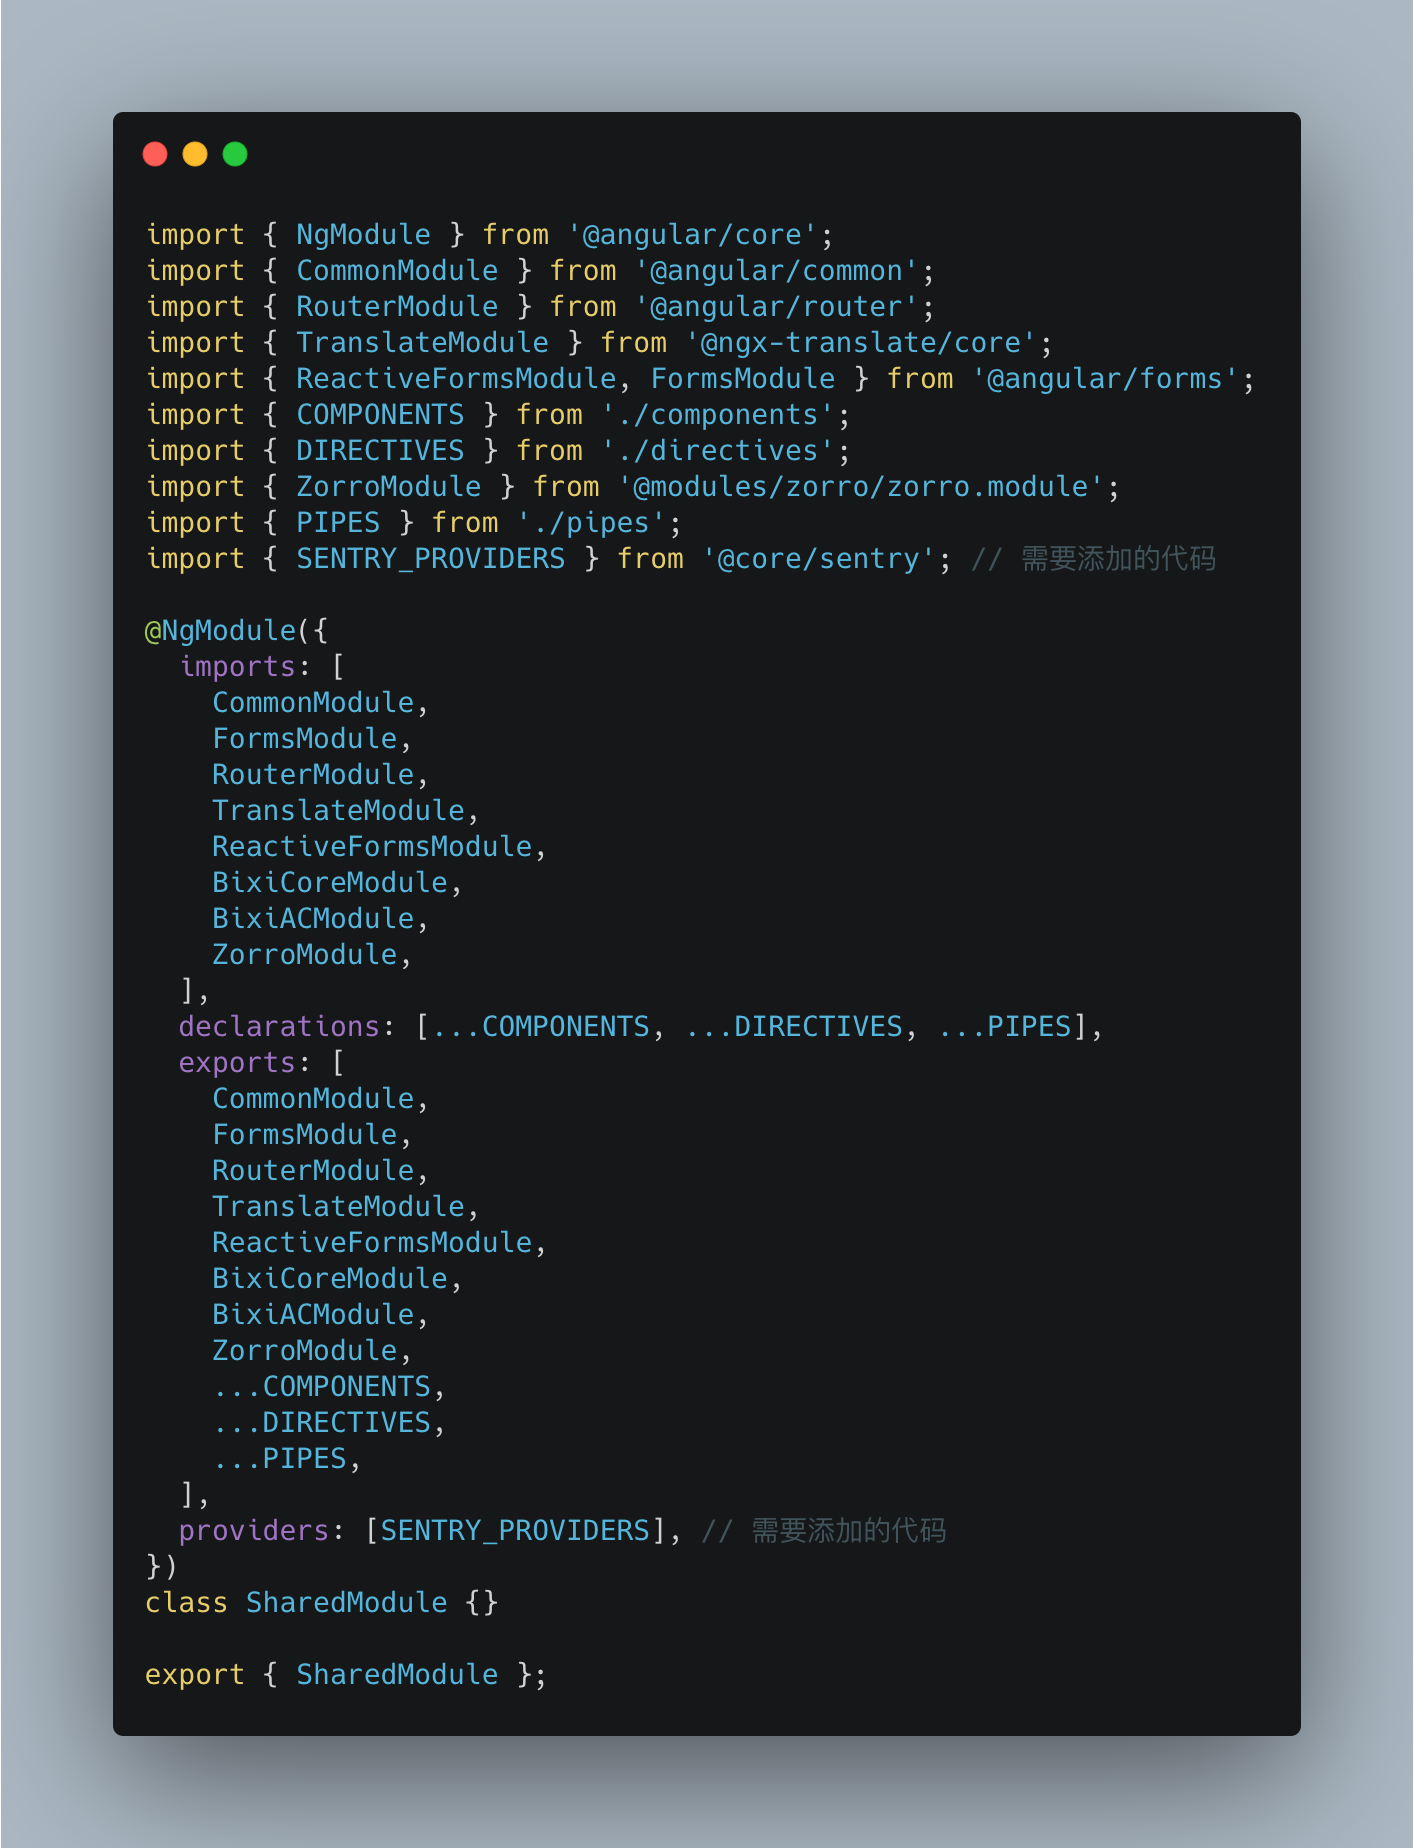 import { NgModule } from '@angular/core';
import { CommonModule } from '@angular/common';
import { RouterModule } from '@angular/router';
import { TranslateModule } from '@ngx-translate/core';
import { ReactiveFormsModule, FormsModule } from '@angular/forms';
import { COMPONENTS } from './components';
import { DIRECTIVES } from './directives';
import { ZorroModule } from '@modules/zorro/zorro.module';
import { PIPES } from './pipes';
import { SENTRY_PROVIDERS } from '@core/sentry'; // 需要添加的代码

@NgModule({
  imports: [
    CommonModule,
    FormsModule,
    RouterModule,
    TranslateModule,
    ReactiveFormsModule,
    BixiCoreModule,
    BixiACModule,
    ZorroModule,
  ],
  declarations: [...COMPONENTS, ...DIRECTIVES, ...PIPES],
  exports: [
    CommonModule,
    FormsModule,
    RouterModule,
    TranslateModule,
    ReactiveFormsModule,
    BixiCoreModule,
    BixiACModule,
    ZorroModule,
    ...COMPONENTS,
    ...DIRECTIVES,
    ...PIPES,
  ],
  providers: [SENTRY_PROVIDERS], // 需要添加的代码
})
class SharedModule {}

export { SharedModule };